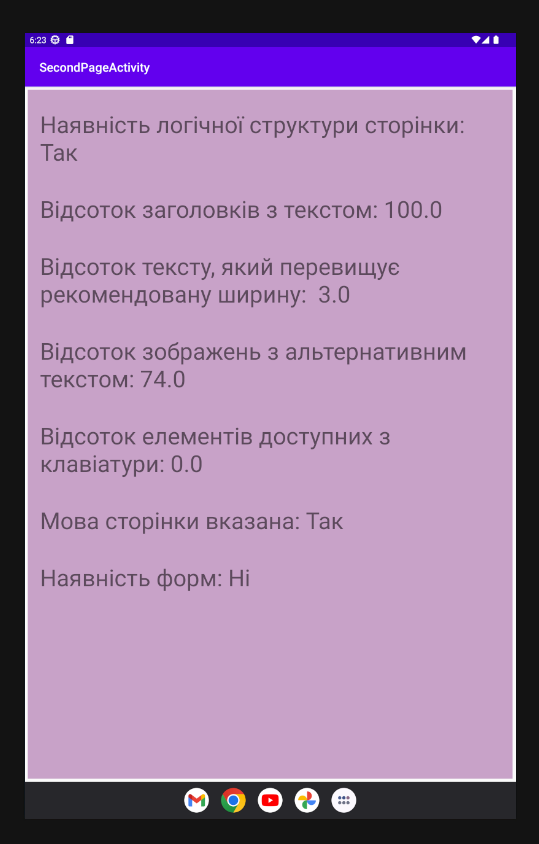 6:23
SecondPageActivity
Наявність логічної структури сторінки:
Так
Відсоток заголовків з текстом: 100.0
Відсоток тексту, який перевищує
рекомендовану ширину:  3.0
Відсоток зображень з альтернативним
текстом: 74.0
Відсоток елементів доступних з
клавіатури: 0.0
Мова сторінки вказана: Так
Наявність форм: Ні